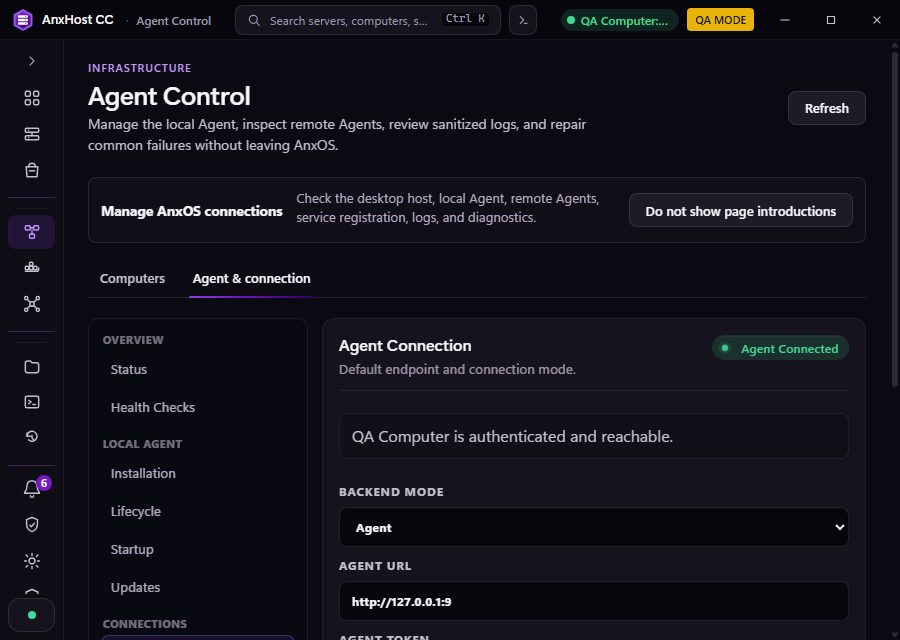 AnxHost CC · Agent Control
Search servers, computers, s... Ctrl K
QA Computer:...
QA MODE
INFRASTRUCTURE
Agent Control
Manage the local Agent, inspect remote Agents, review sanitized logs, and repair
common failures without leaving AnxOS.
Refresh
Manage AnxOS connections
Check the desktop host, local Agent, remote Agents,
service registration, logs, and diagnostics.
Do not show page introductions
Computers
Agent & connection
OVERVIEW
Status
Health Checks
LOCAL AGENT
Installation
Lifecycle
Startup
Updates
CONNECTIONS
Agent Connection
Agent Connected
Default endpoint and connection mode.
QA Computer is authenticated and reachable.
BACKEND MODE
Agent
AGENT URL
http://127.0.0.1:9
AGENT TOKEN
6